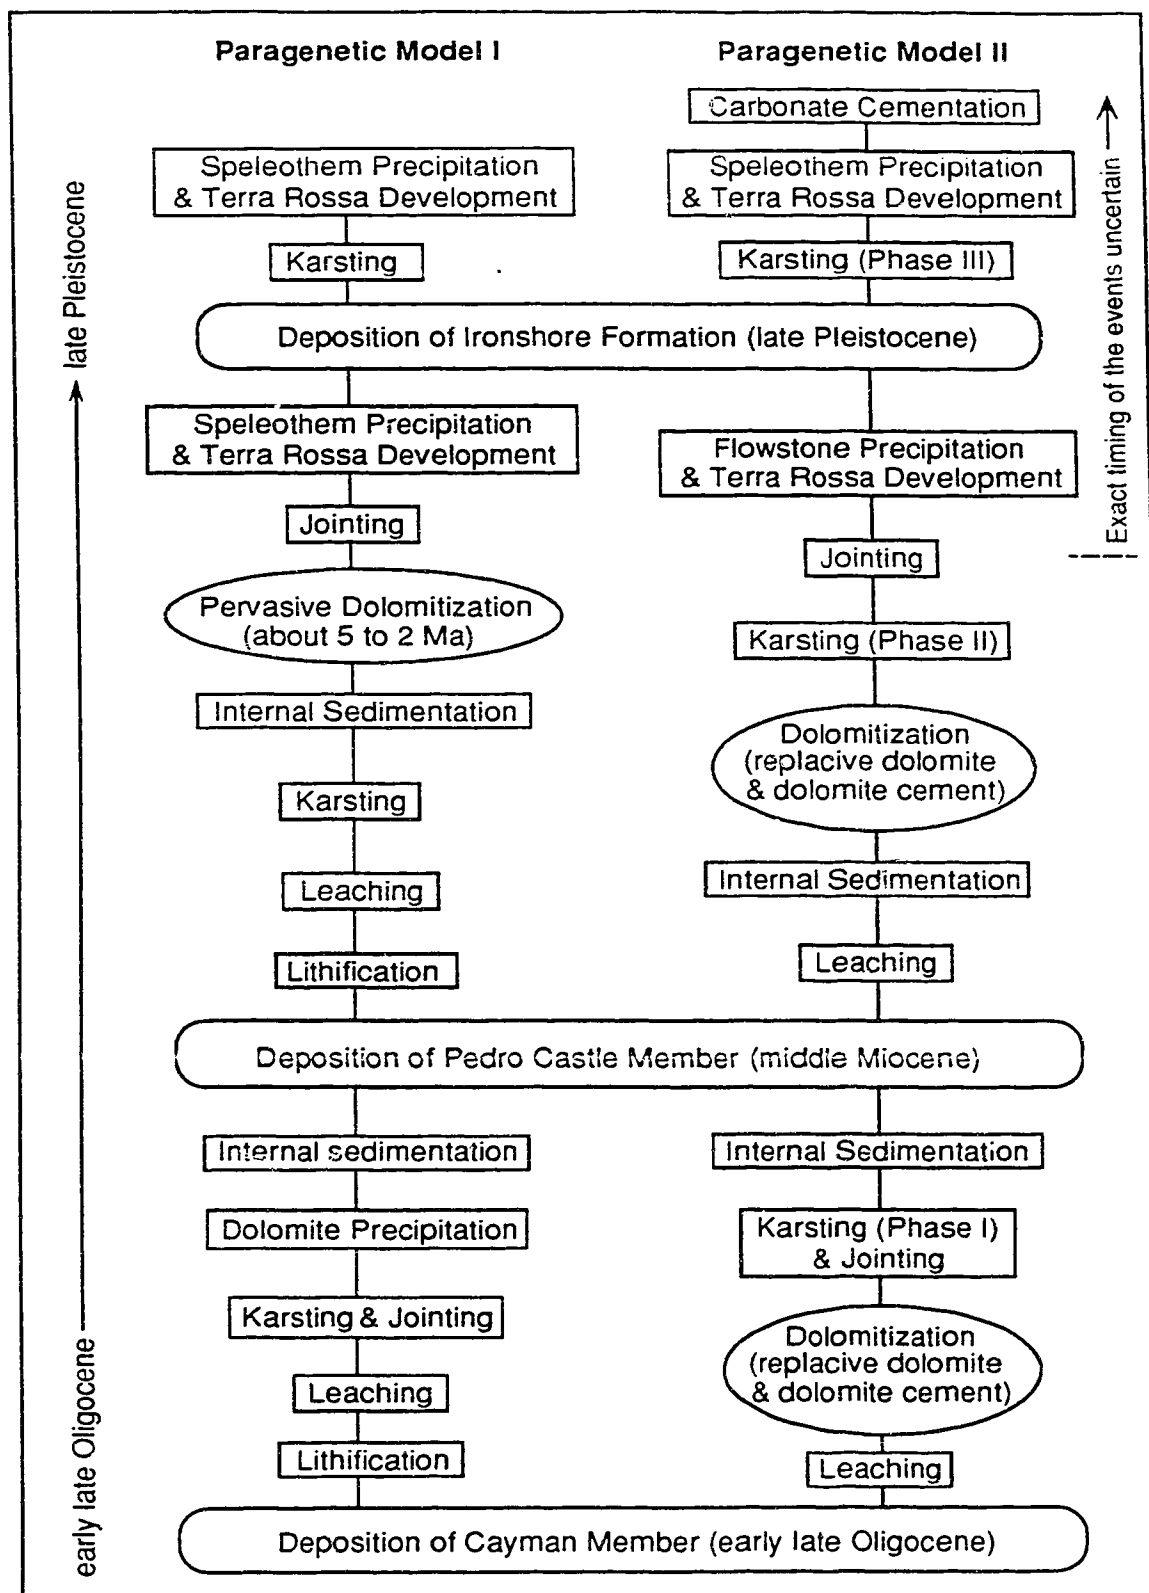 Paragenetic Model I
Paragenetic Model II
Carbonate Cementation
Speleothem Precipitation
& Terra Rossa Development
Speleothem Precipitation
& Terra Rossa Development
Karsting
Karsting (Phase III)
Deposition of Ironshore Formation (late Pleistocene)
Speleothem Precipitation
& Terra Rossa Development
Flowstone Precipitation
& Terra Rossa Development
Jointing
Jointing
Pervasive Dolomitization
(about 5 to 2 Ma)
Karsting (Phase II)
Internal Sedimentation
Dolomitization
(replacive dolomite
& dolomite cement)
Karsting
Leaching
Internal Sedimentation
Lithification
Leaching
Deposition of Pedro Castle Member (middle Miocene)
Internal sedimentation
Internal Sedimentation
Dolomite Precipitation
Karsting (Phase I)
& Jointing
Karsting & Jointing
Dolomitization
(replacive dolomite
& dolomite cement)
Leaching
Lithification
Leaching
Deposition of Cayman Member (early late Oligocene)
late Pleistocene
early late Oligocene
Exact timing of the events uncertain